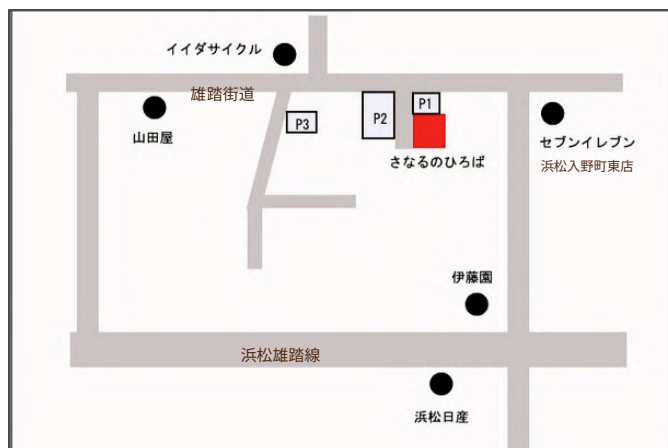 イイダサイクル
雄踏街道
山田屋
P3
P2
P1
さなるのひろば
セブンイレブン
浜松入野町東店
伊藤園
浜松雄踏線
浜松日産